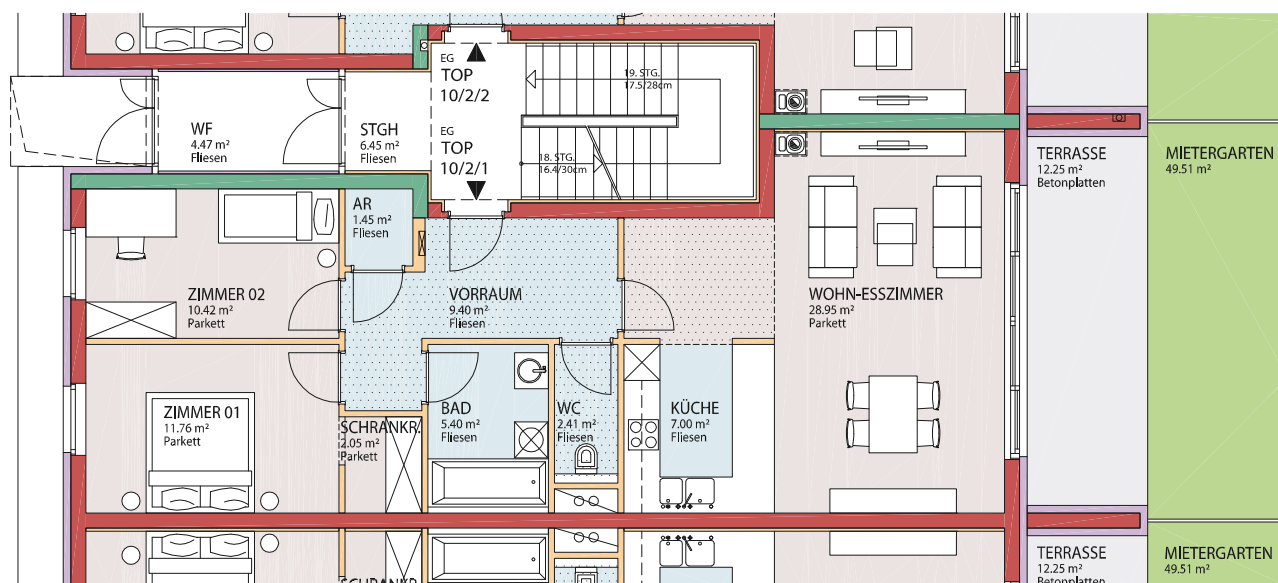 EG
TOP
10/2/2
19. STG.
17.5/28cm
WF
4.47 m²
Fliesen
STGH
6.45 m²
Fliesen
EG
TOP
10/2/1
18. STG.
16.4/30cm
TERRASSE
12.25 m²
Betonplatten
MIETERGARTEN
49.51 m²
AR
1.45 m²
Fliesen
ZIMMER 02
10.42 m²
Parkett
VORRAUM
9.40 m²
Fliesen
WOHN-ESSZIMMER
28.95 m²
Parkett
ZIMMER 01
11.76 m²
Parkett
SCHRANKR.
2.05 m²
Parkett
BAD
5.40 m²
Fliesen
WC
2.41 m²
Fliesen
KÜCHE
7.00 m²
Fliesen
TERRASSE
12.25 m²
Betonplatten
MIETERGARTEN
49.51 m²
SCHRANKR.